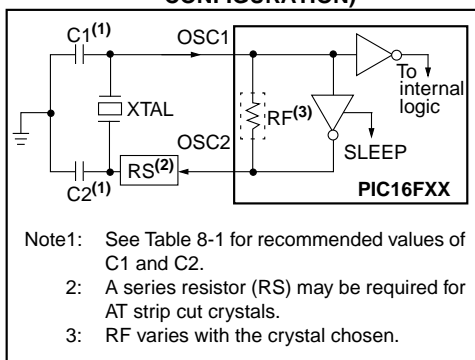 CONFIGURATION)
C1(1)
OSC1
To
internal
logic
XTAL
RF(3)
OSC2
SLEEP
RS(2)
C2(1)
PIC16FXX
Note1: See Table 8-1 for recommended values of
C1 and C2.
2: A series resistor (RS) may be required for
AT strip cut crystals.
3: RF varies with the crystal chosen.